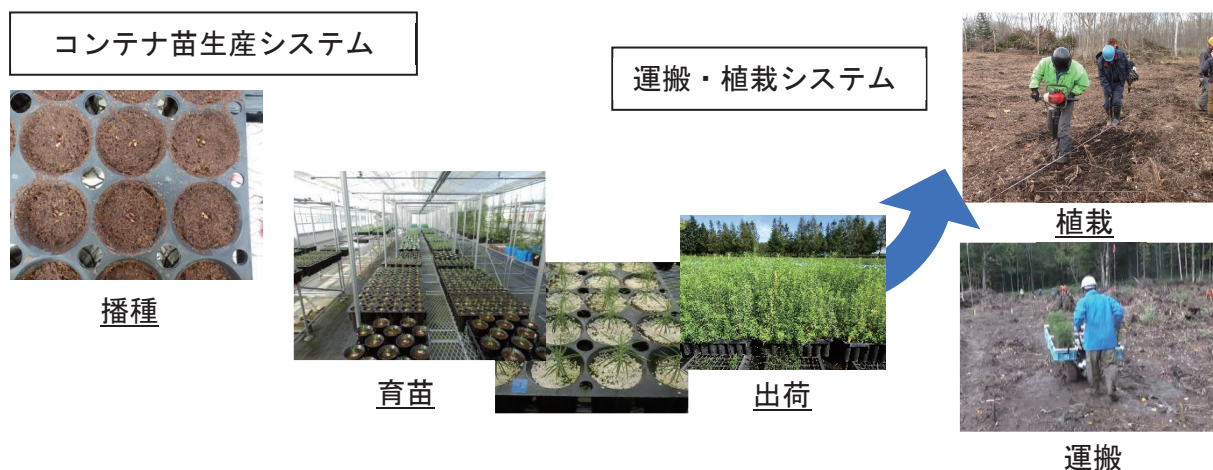 コンテナ苗生産システム
運搬・植栽システム
播種
育苗
出荷
植栽
運搬